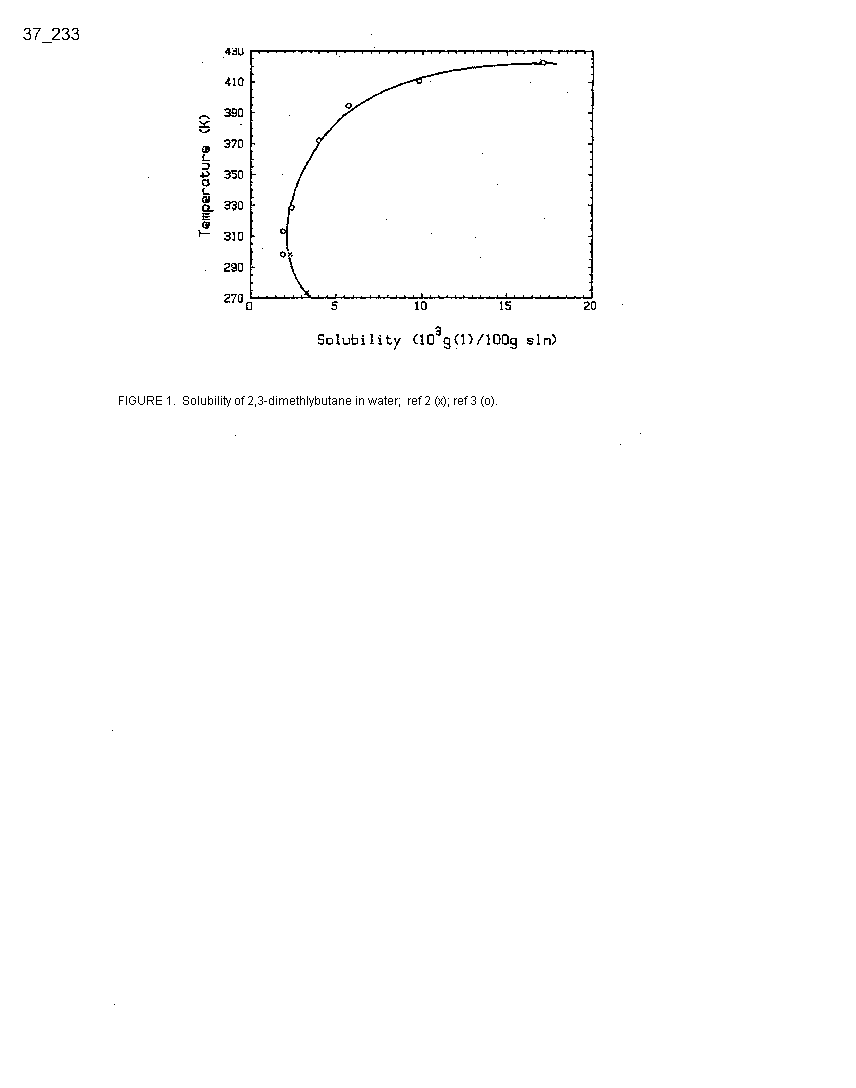 37_233
430
410
390
370
350
330
310
290
270
Temperature (K)
0 5 10 15 20
Solubility (10³g(1)/100g sln)
FIGURE 1. Solubility of 2,3-dimethlybutane in water; ref 2 (x); ref 3 (o).